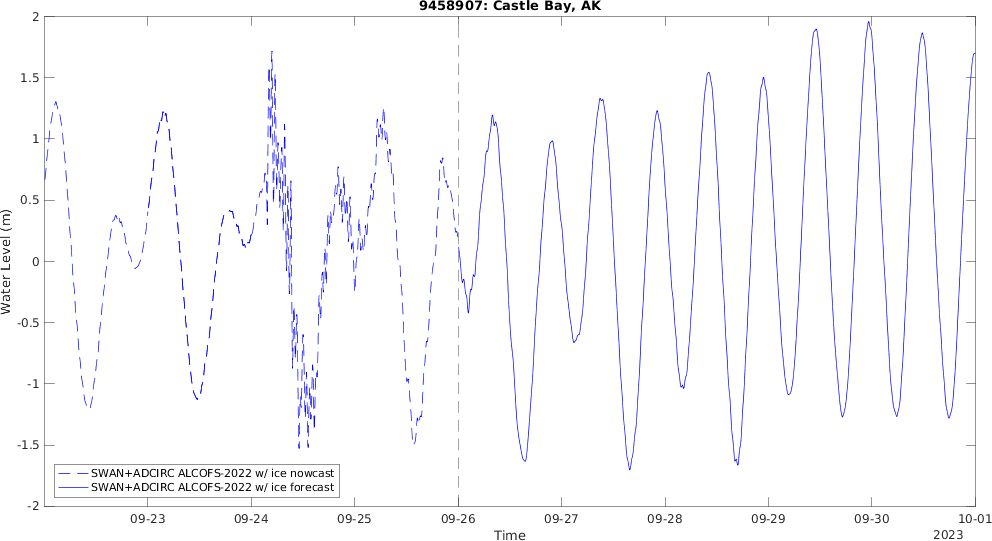 9458907: Castle Bay, AK
2
1.5
1
0.5
0
-0.5
-1
-1.5
-2
Water Level (m)
SWAN+ADCIRC ALCOFS-2022 w/ ice nowcast
SWAN+ADCIRC ALCOFS-2022 w/ ice forecast
09-23 09-24 09-25 09-26 09-27 09-28 09-29 09-30 10-01
Time
2023